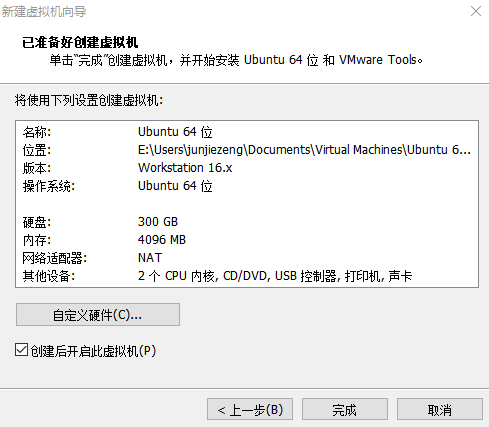 新建虚拟机向导
已准备好创建虚拟机
单击“完成”创建虚拟机，并开始安装 Ubuntu 64 位 和 VMware Tools。
将使用下列设置创建虚拟机:
名称: Ubuntu 64 位
位置: E:\Users\junjiezeng\Documents\Virtual Machines\Ubuntu 6...
版本: Workstation 16.x
操作系统: Ubuntu 64 位
硬盘: 300 GB
内存: 4096 MB
网络适配器: NAT
其他设备: 2 个 CPU 内核, CD/DVD, USB 控制器, 打印机, 声卡
自定义硬件(C)...
创建后开启此虚拟机(P)
< 上一步(B) 完成 取消